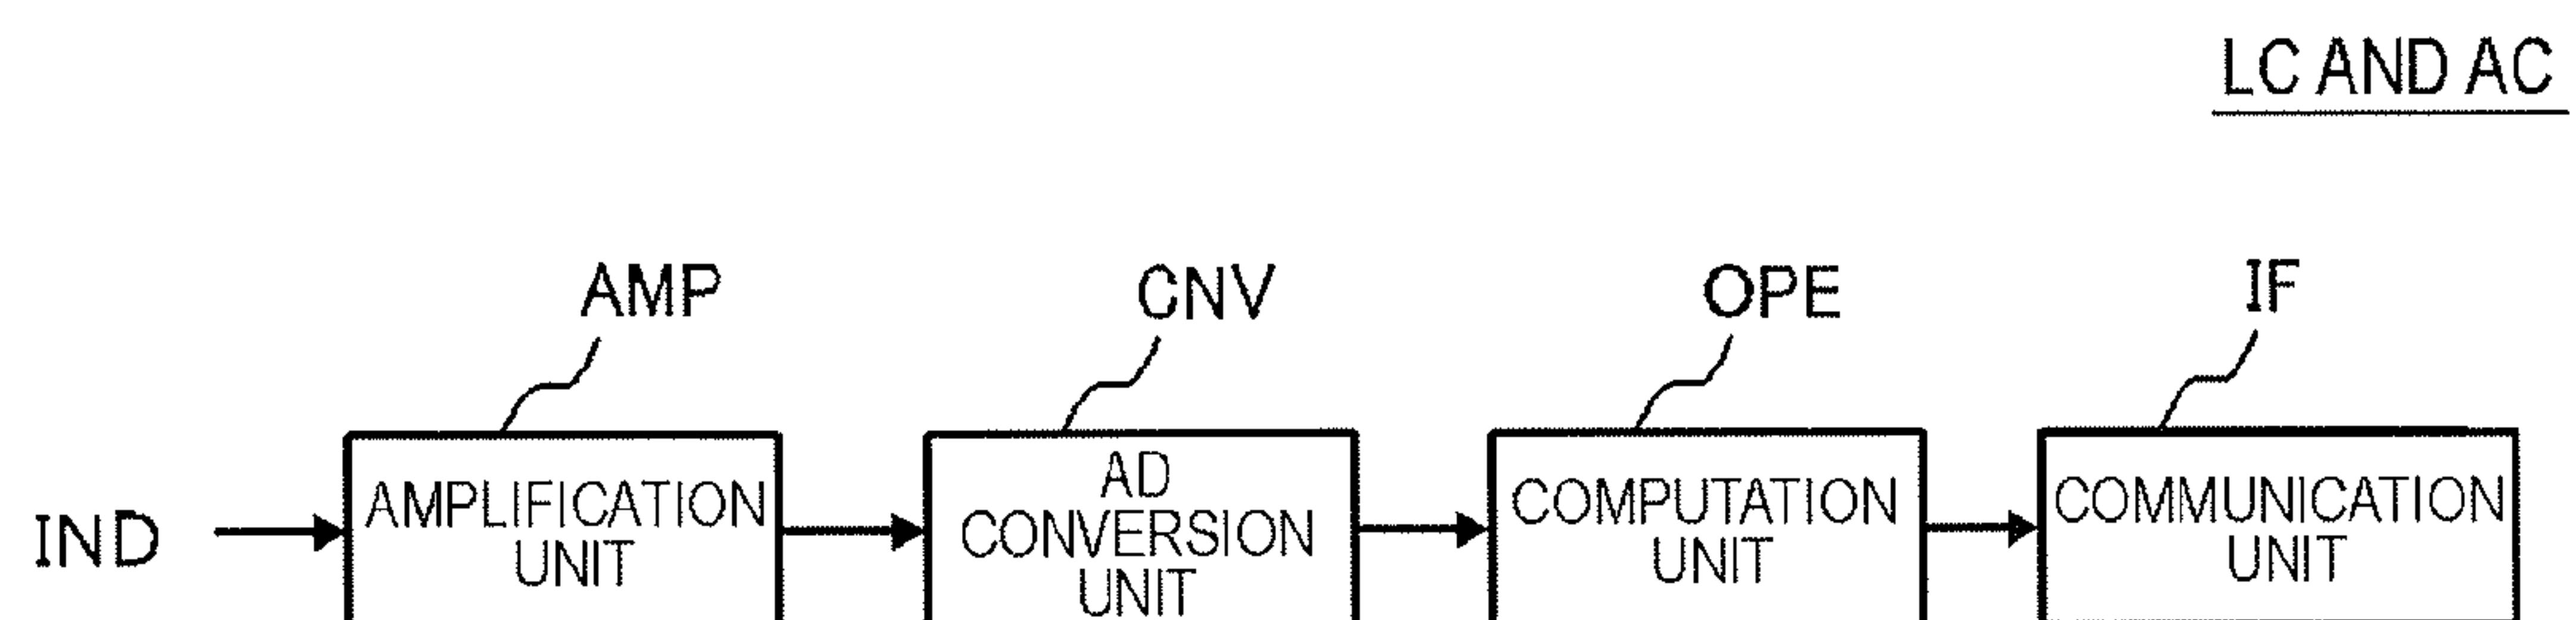 LC AND AC
AMP
CNV
OPE
IF
IND
AMPLIFICATION
UNIT
AD
CONVERSION
UNIT
COMPUTATION
UNIT
COMMUNICATION
UNIT